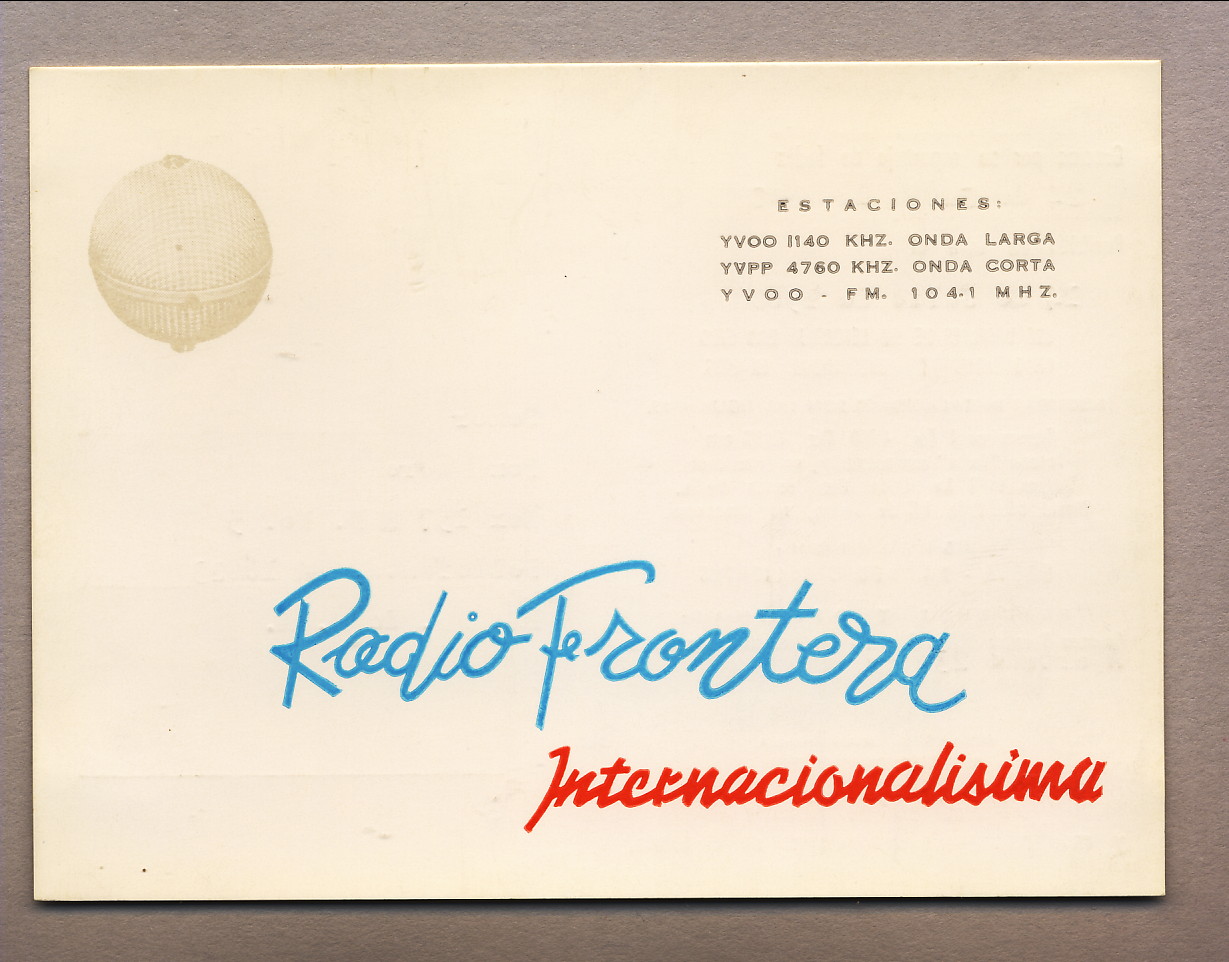 ESTACIONES:
YVOO 1140 KHZ. ONDA LARGA
YVPP 4760 KHZ. ONDA CORTA
YVOO - FM. 104.1 MHZ.
Radio Frontera
Internacionalisima